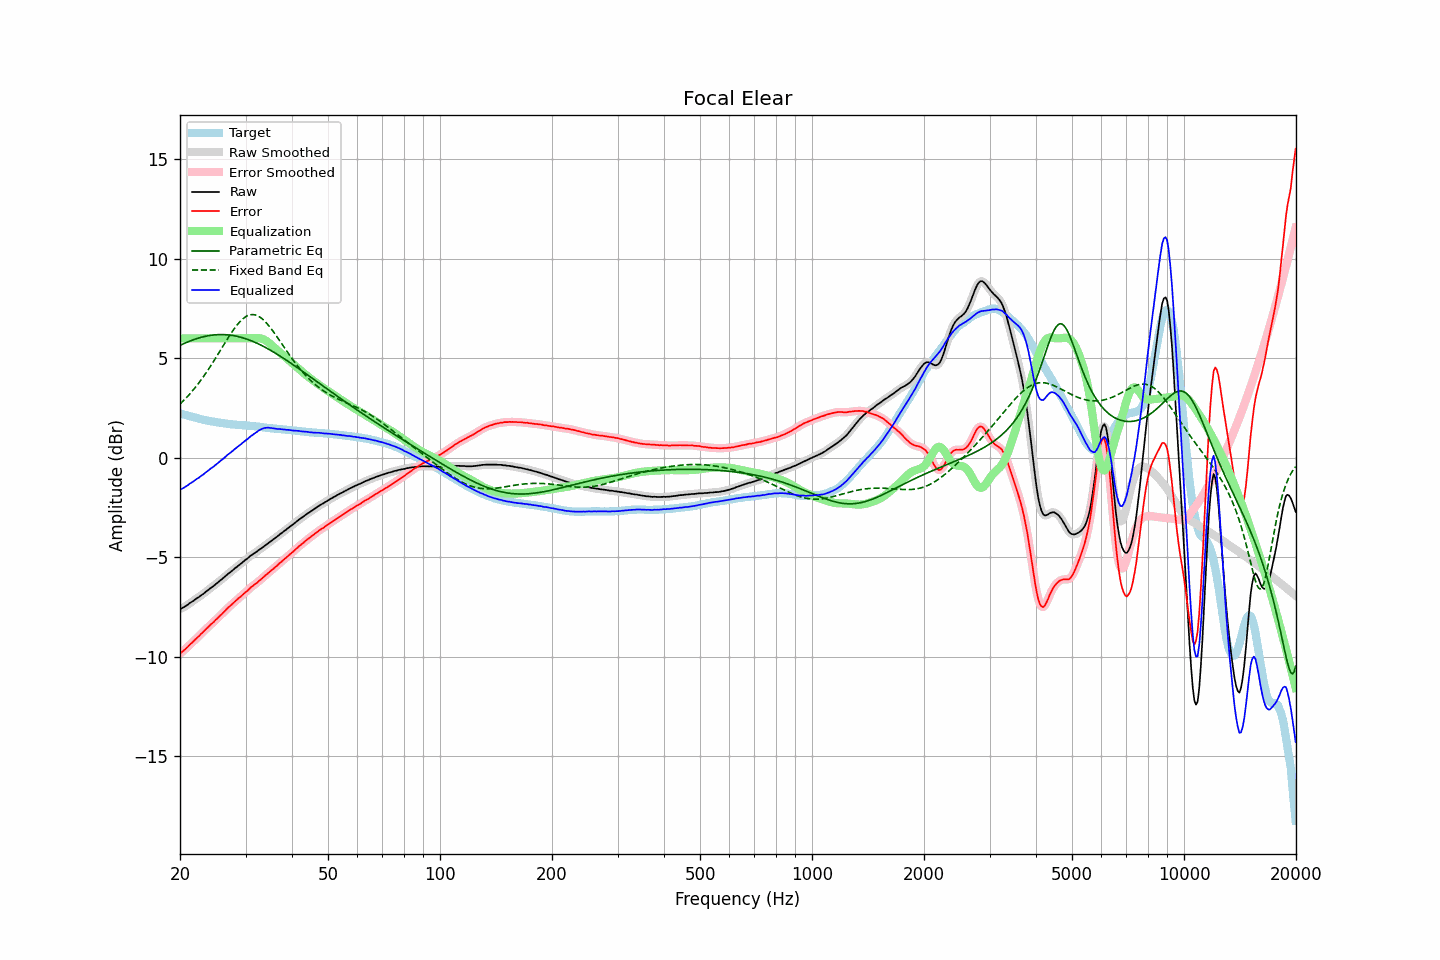 Focal Elear
Target
Raw Smoothed
Error Smoothed
Raw
Error
Equalization
Parametric Eq
Fixed Band Eq
Equalized
15
10
5
0
−5
−10
−15
Amplitude (dBr)
20 50 100 200 500 1000 2000 5000 10000 20000
Frequency (Hz)